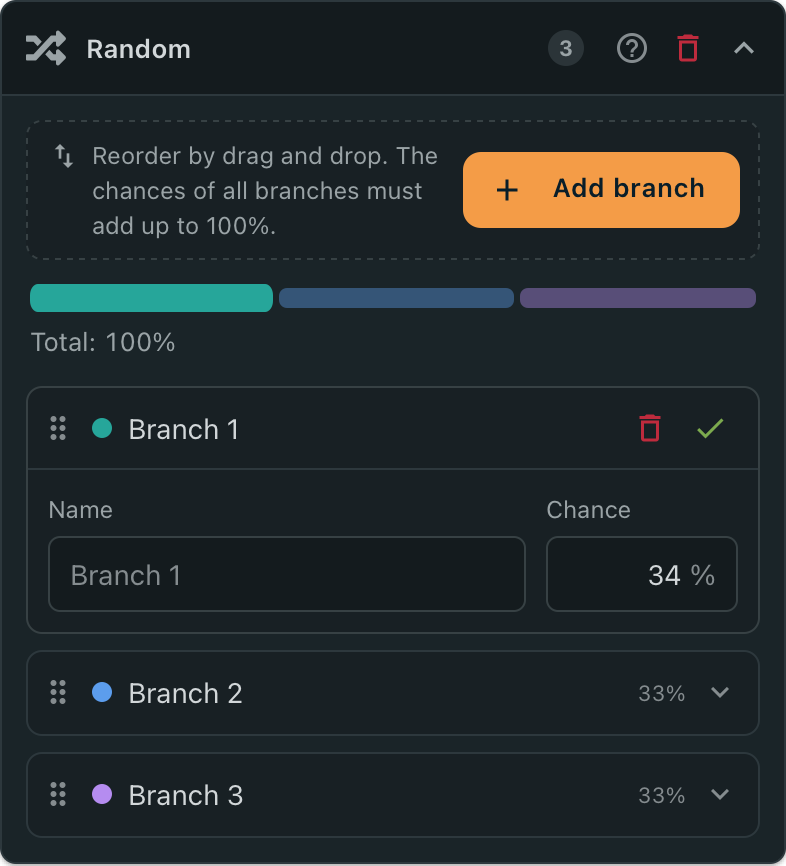 Random
3
Reorder by drag and drop. The
chances of all branches must
add up to 100%.
Add branch
Total: 100%
Branch 1
Name
Chance
Branch 1
34 %
Branch 2
33%
Branch 3
33%